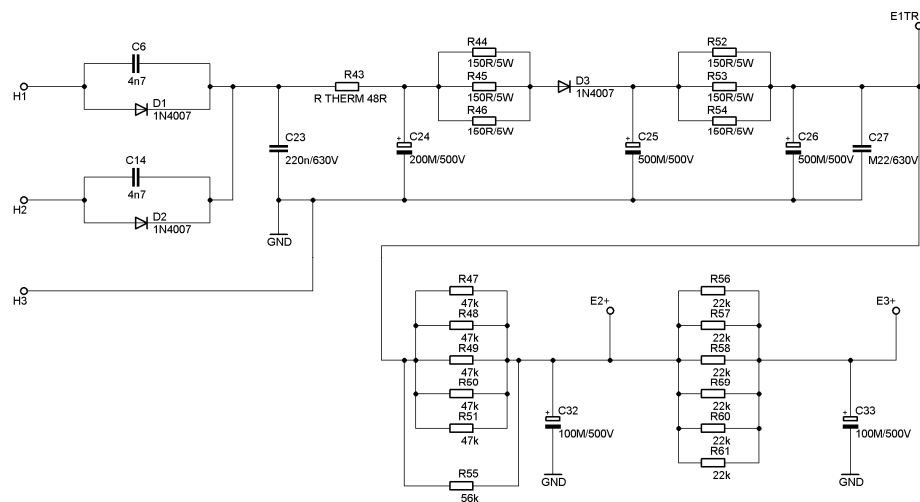 E1TR
C6
4n7
H1
D1
1N4007
R43
R THERM 48R
R44
150R/5W
R45
150R/5W
R46
150R/5W
D3
1N4007
R52
150R/5W
R53
150R/5W
R54
150R/5W
C23
220n/630V
C24
200M/500V
C25
500M/500V
C26
500M/500V
C27
M22/630V
+
+
+
C14
4n7
H2
D2
1N4007
GND
H3
R47
47k
R48
47k
R49
47k
R50
47k
R51
47k
R55
56k
E2+
C32
100M/500V
+
GND
R56
22k
R57
22k
R58
22k
R59
22k
R60
22k
R61
22k
E3+
C33
100M/500V
+
GND